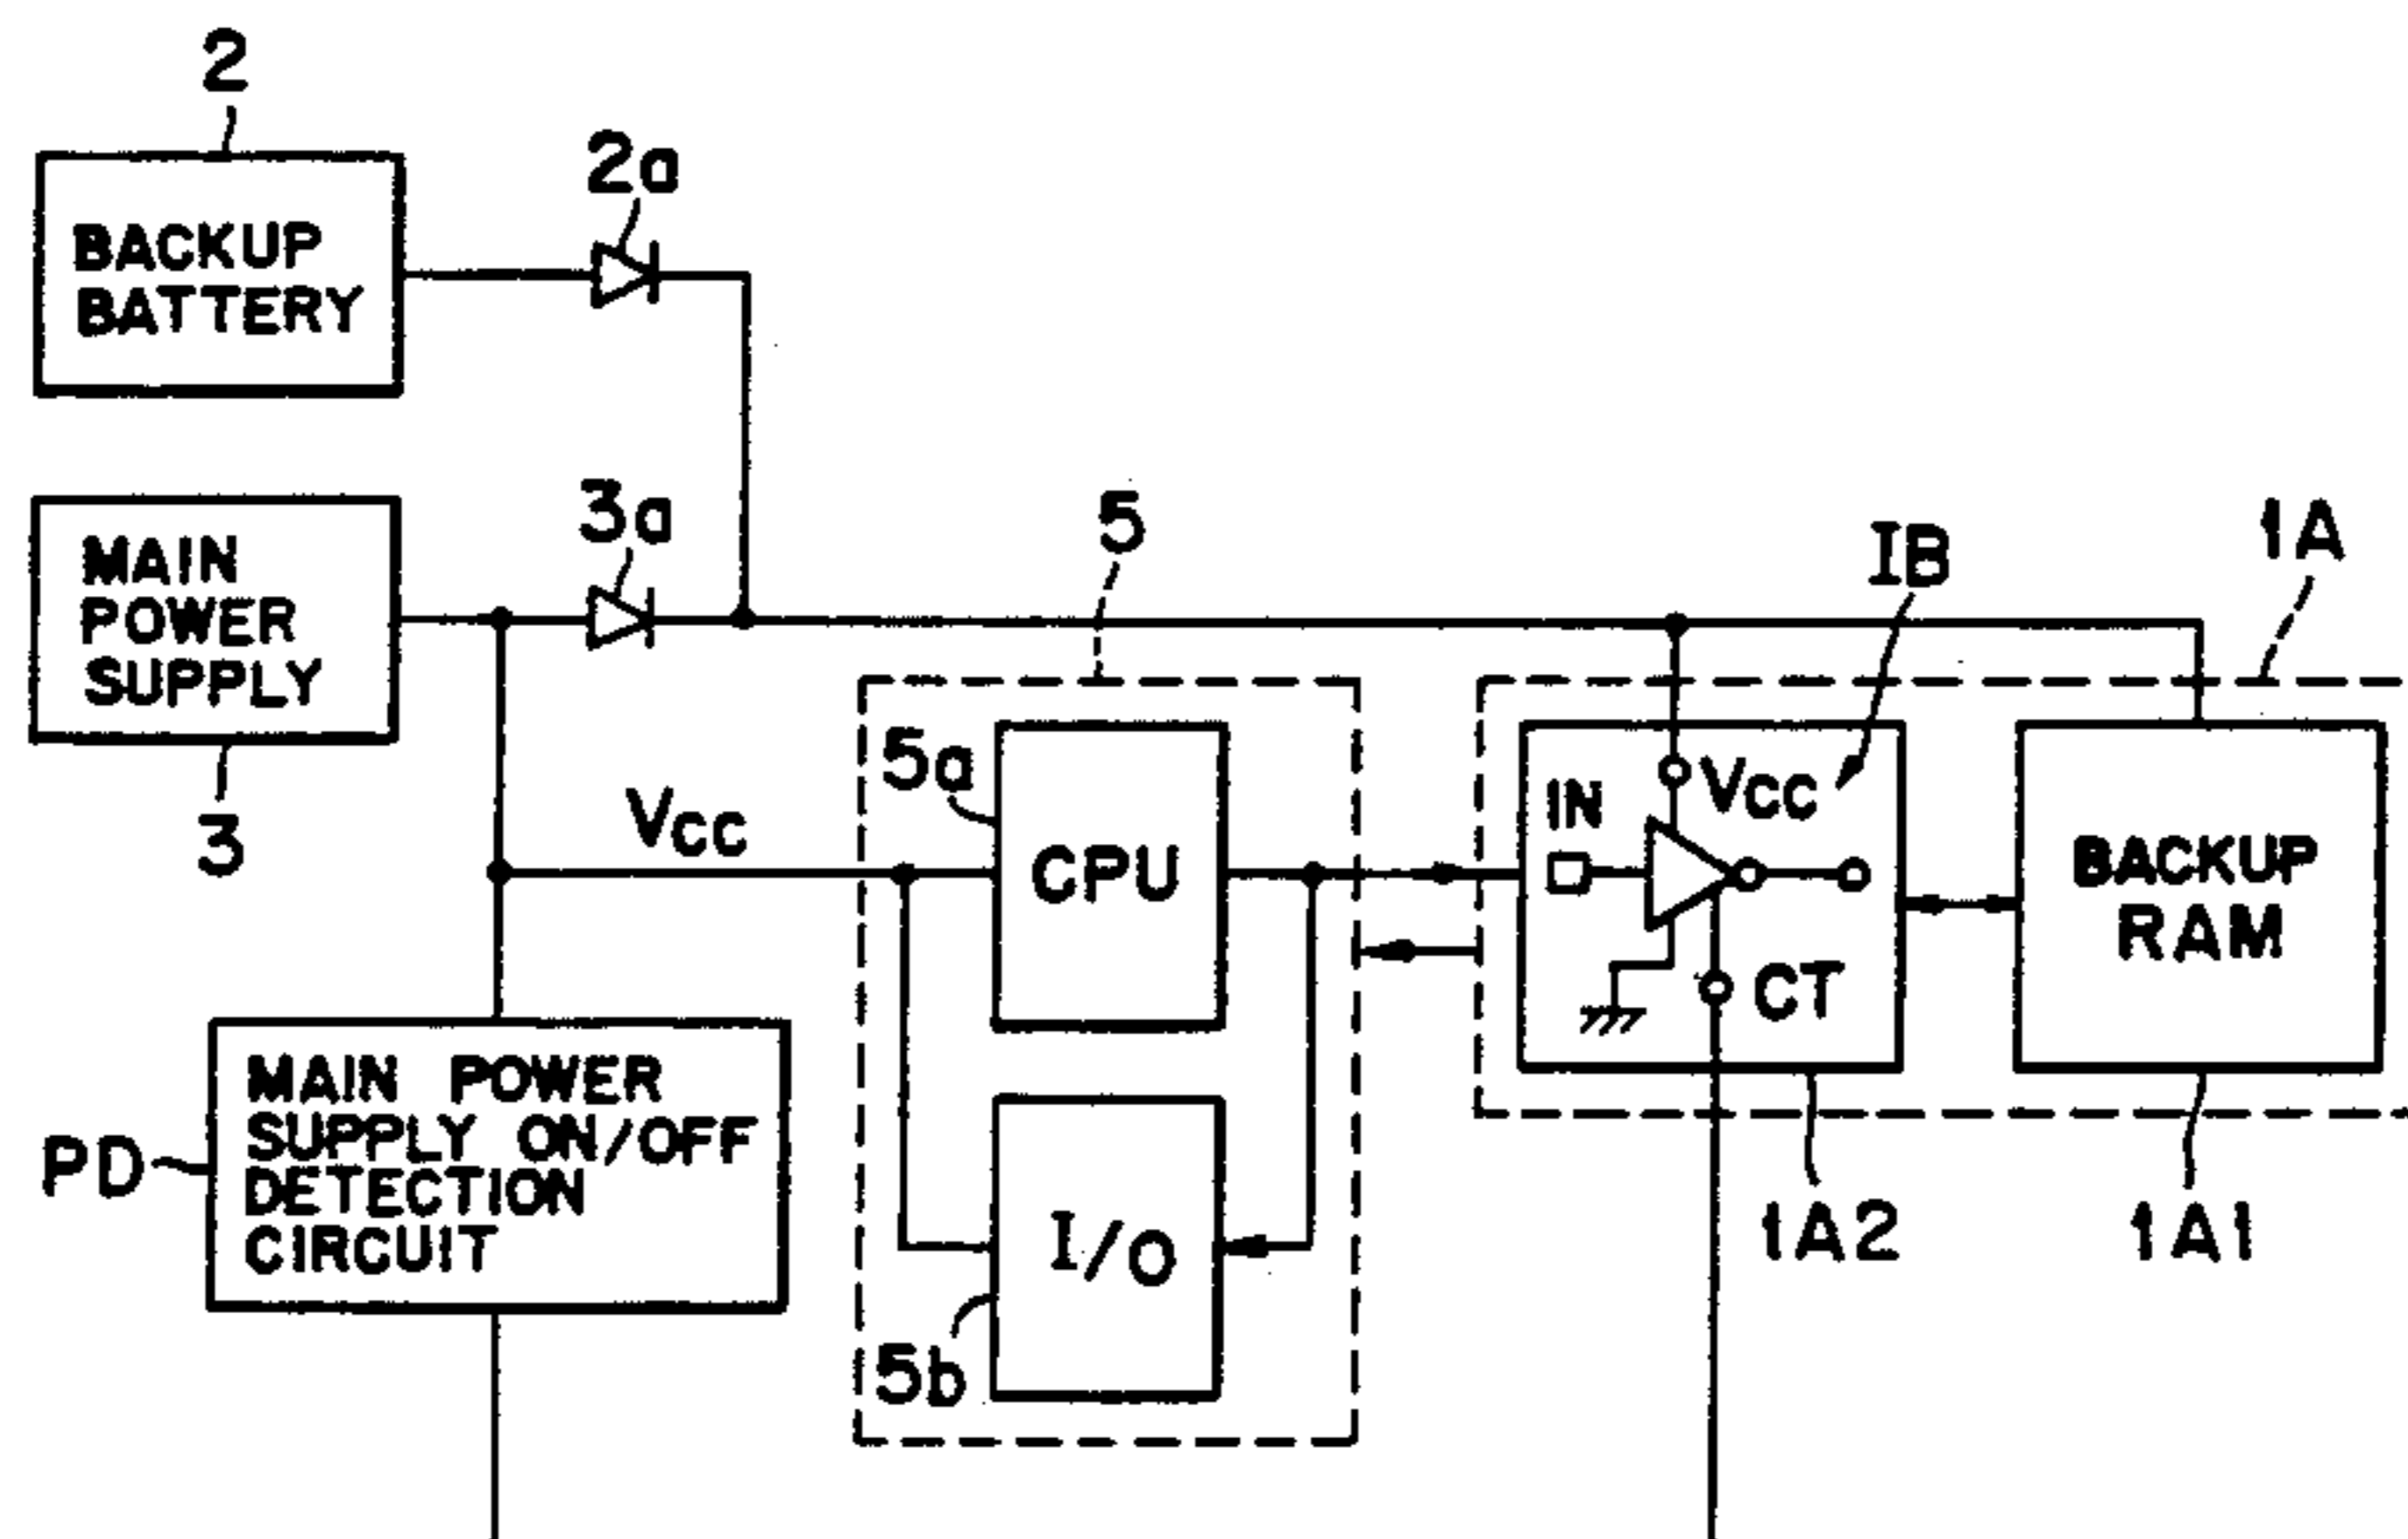 2
BACKUP
BATTERY
2a
MAIN
POWER
SUPPLY
3
3a
VCC
5
5a
CPU
I/O
5b
IB
1A
IN
VCC
CT
BACKUP
RAM
1A2
1A1
PD
MAIN POWER
SUPPLY ON/OFF
DETECTION
CIRCUIT